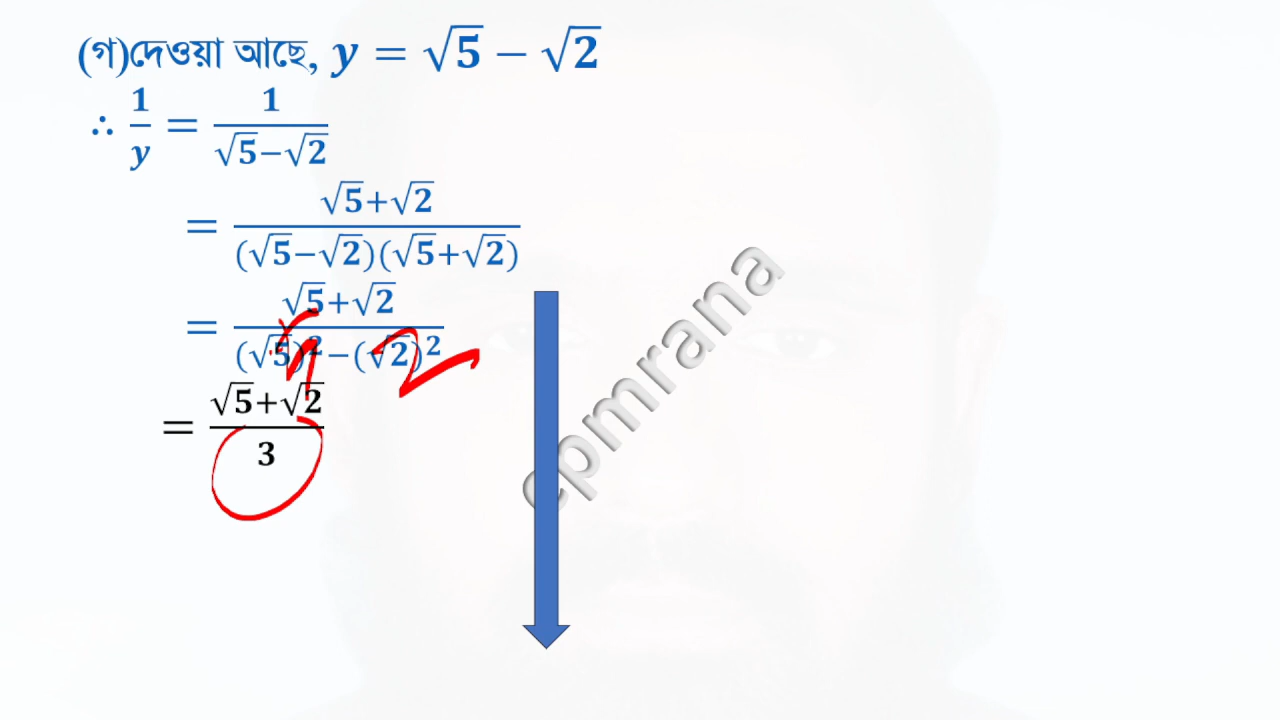 (গ)দেওয়া আছে, y = √5 − √2
∴ 1/y = 1/(√5−√2)
= (√5+√2)/((√5−√2)(√5+√2))
= (√5+√2)/((√5)²−(√2)²)
= (√5+√2)/3
cpmrana